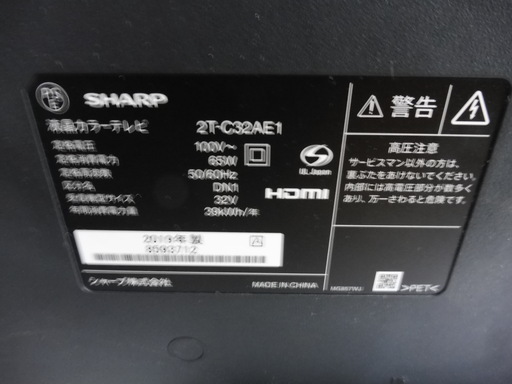 SHARP
液晶カラーテレビ 2T-C32AE1
定格電圧 100V～
定格消費電力 65W
定格周波数 50/60Hz
区分名 DN1
受信機型サイズ 32V
年間消費電力量 39kWh/年
HDMI
2019年製
A
8593712
シャープ株式会社
MADE IN CHINA
警告
高圧注意
サービスマン以外の方は、
裏ぶたをあけないでください。
内部には高電圧部分が数多く
あり、万一さわると危険です。
>PET<